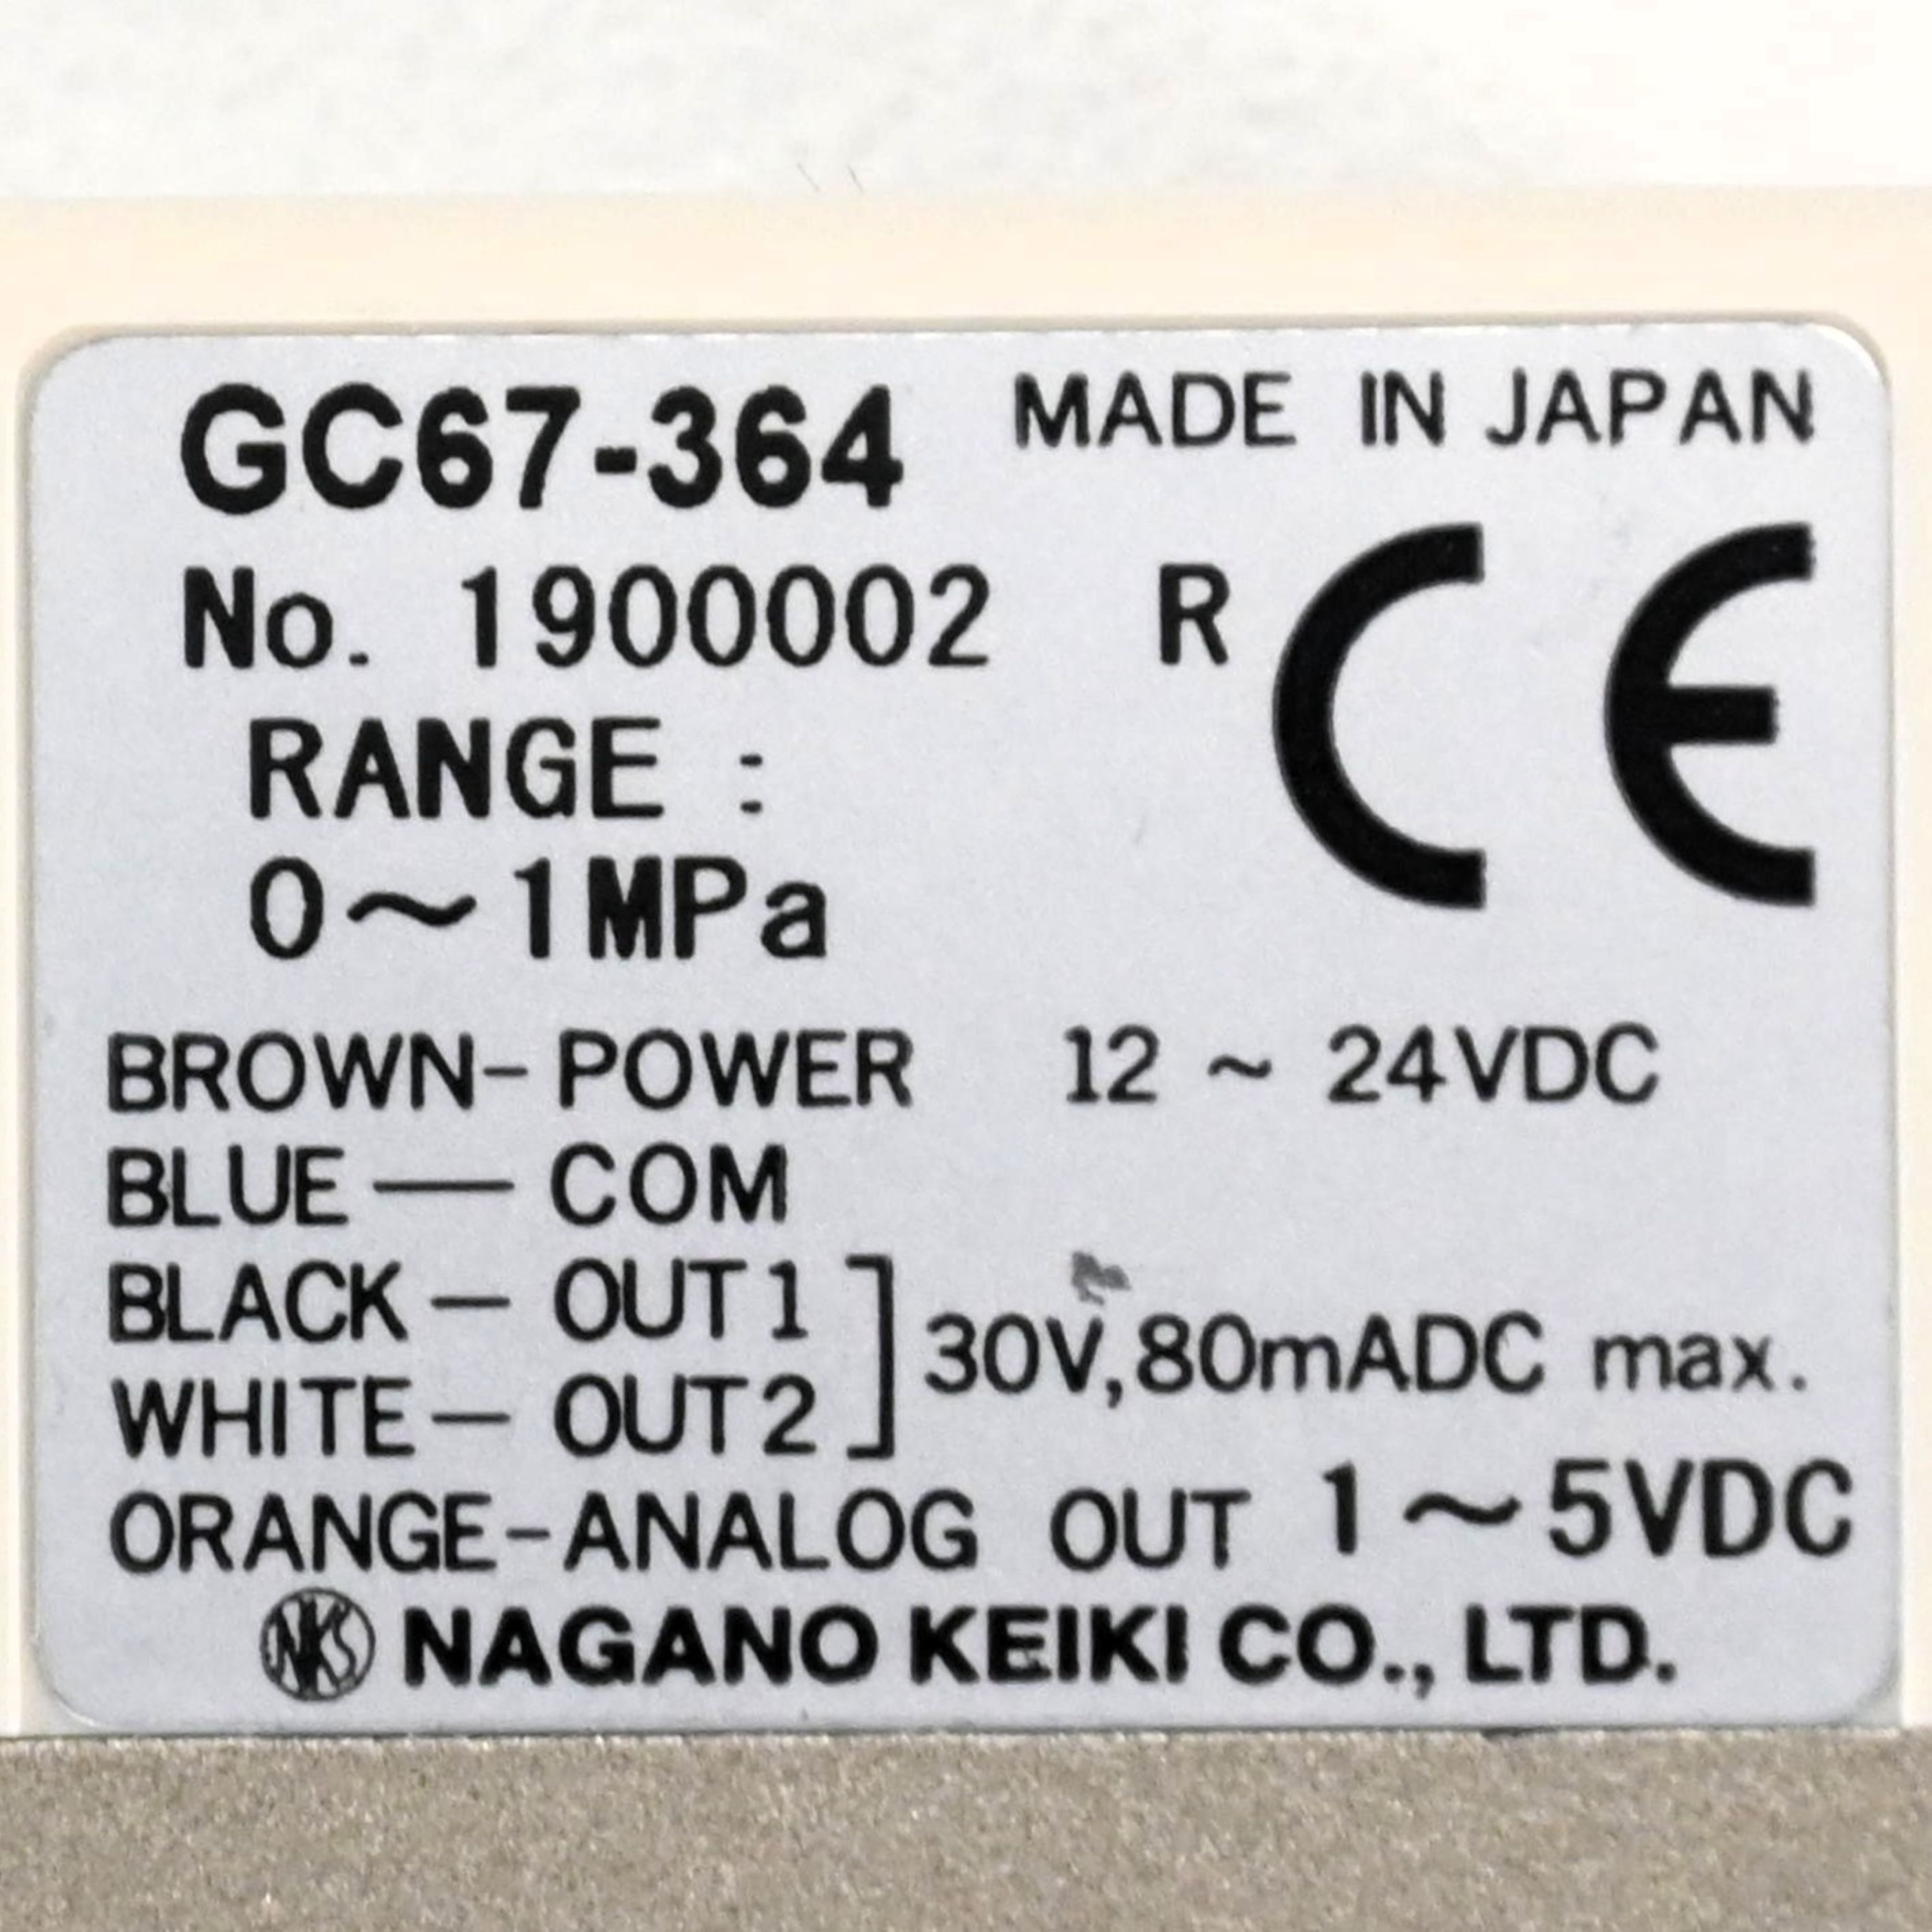 GC67-364 MADE IN JAPAN
No. 1900002 R CE
RANGE :
0～1MPa
BROWN-POWER 12 ~ 24VDC
BLUE — COM
BLACK — OUT1
30V,80mADC max.
WHITE — OUT2
ORANGE-ANALOG OUT 1～5VDC
NKS NAGANO KEIKI CO., LTD.